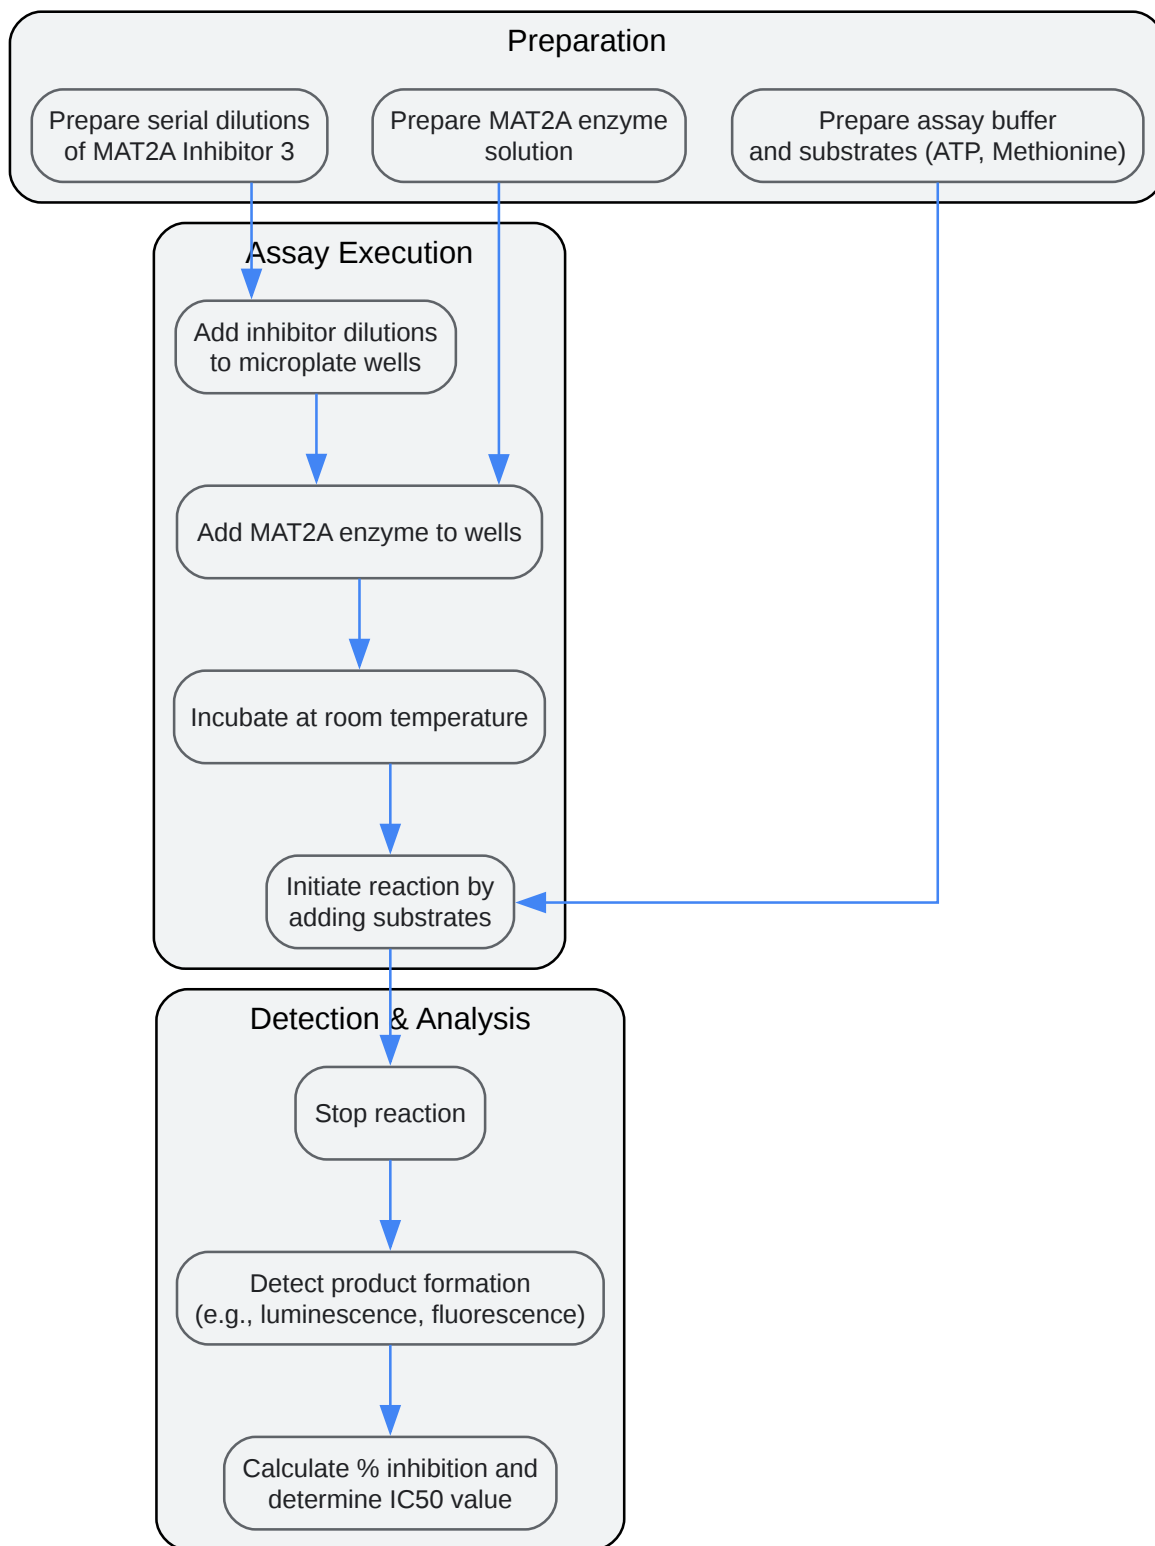 Preparation
Prepare serial dilutions
of MAT2A Inhibitor 3
Prepare MAT2A enzyme
solution
Prepare assay buffer
and substrates (ATP, Methionine)
Assay Execution
Add inhibitor dilutions
to microplate wells
Add MAT2A enzyme to wells
Incubate at room temperature
Initiate reaction by
adding substrates
Detection & Analysis
Stop reaction
Detect product formation
(e.g., luminescence, fluorescence)
Calculate % inhibition and
determine IC50 value